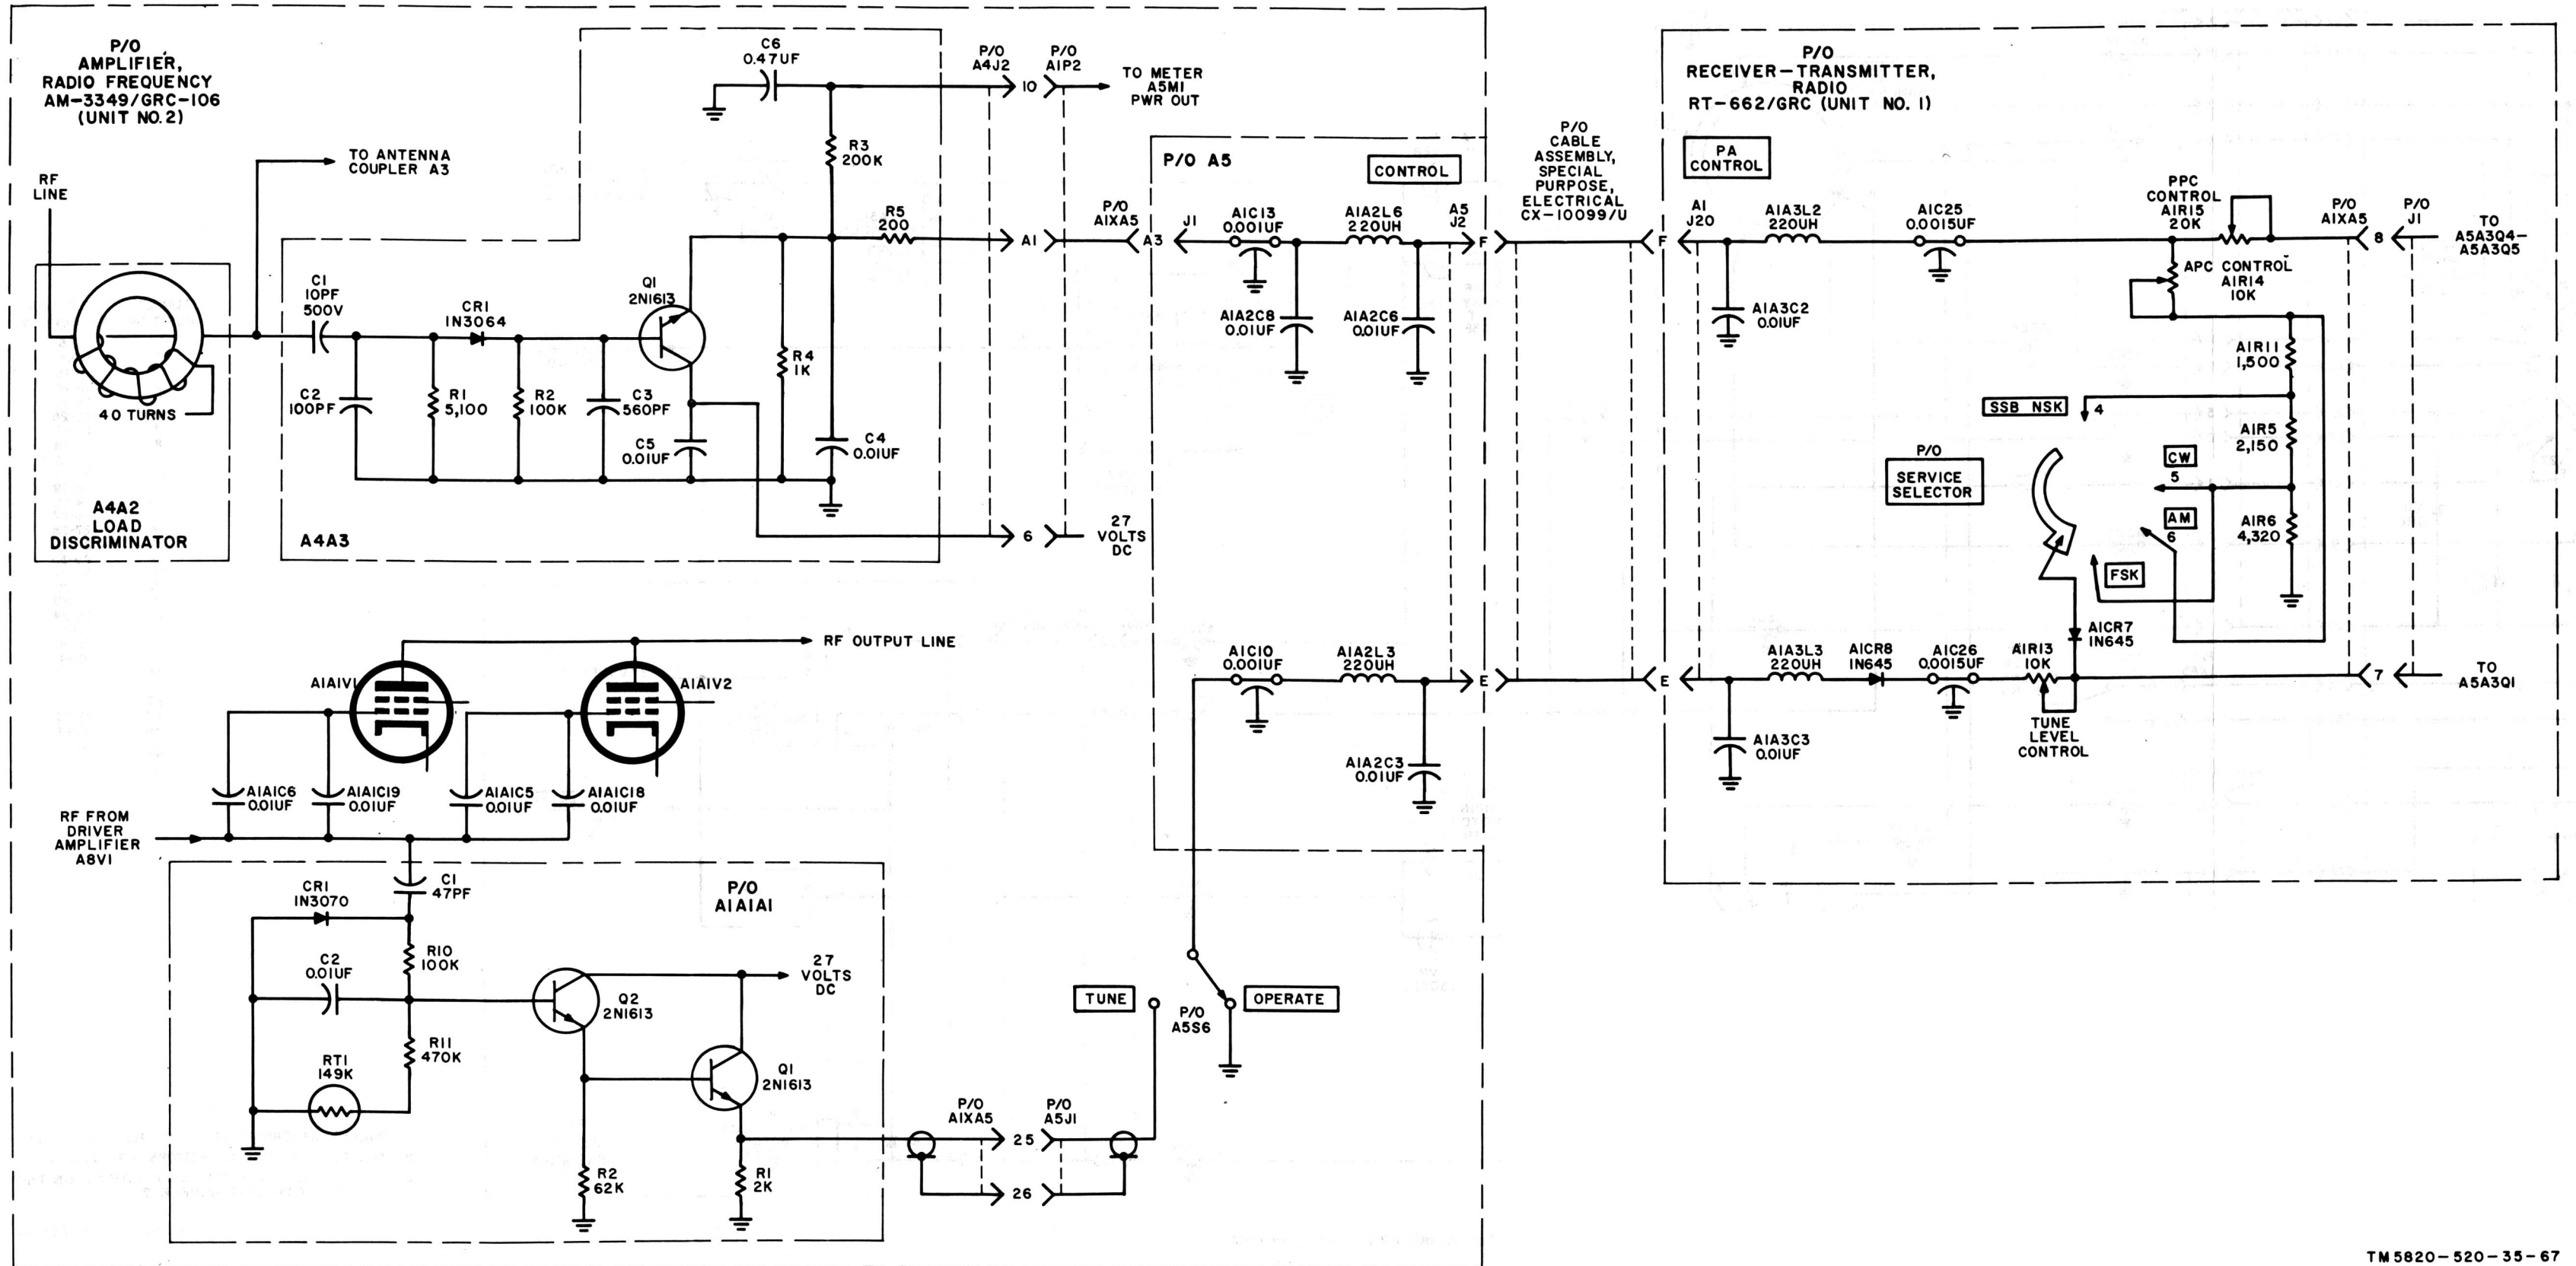 P/O
AMPLIFIER,
RADIO FREQUENCY
AM-3349/GRC-106
(UNIT NO.2)
RF
LINE
TO ANTENNA
COUPLER A3
C6
0.47UF
R3
200K
P/O
A4J2
P/O
A1P2
10
TO METER
A5M1
PWR OUT
C1
10PF
500V
CR1
1N3064
Q1
2N1613
R5
200
A1
P/O
A1XA5
A3
40 TURNS
C2
100PF
R1
5,100
R2
100K
C3
560PF
C5
0.01UF
R4
1K
C4
0.01UF
6
27
VOLTS
DC
A4A2
LOAD
DISCRIMINATOR
A4A3
P/O A5
CONTROL
J1
A1C13
0.001UF
A1A2L6
220UH
A5
J2
F
A1A2C8
0.01UF
A1A2C6
0.01UF
P/O
CABLE
ASSEMBLY,
SPECIAL
PURPOSE,
ELECTRICAL
CX-10099/U
P/O
RECEIVER-TRANSMITTER,
RADIO
RT-662/GRC (UNIT NO. 1)
PA
CONTROL
F
A1
J20
A1A3L2
220UH
A1C25
0.0015UF
PPC
CONTROL
A1R15
20K
P/O
A1XA5
P/O
J1
8
TO
A5A3Q4-
A5A3Q5
A1A3C2
0.01UF
APC CONTROL
A1R14
10K
A1R11
1,500
SSB NSK
4
A1R5
2,150
P/O
SERVICE
SELECTOR
CW
5
AM
6
A1R6
4,320
FSK
A1CR7
1N645
RF OUTPUT LINE
A1A1V1
A1A1V2
A1C10
0.001UF
A1A2L3
220UH
E
E
A1A3L3
220UH
A1CR8
1N645
A1C26
0.0015UF
A1R13
10K
7
TO
A5A3Q1
TUNE
LEVEL
CONTROL
A1A2C3
0.01UF
A1A3C3
0.01UF
A1A1C6
0.01UF
A1A1C19
0.01UF
A1A1C5
0.01UF
A1A1C18
0.01UF
RF FROM
DRIVER
AMPLIFIER
A8V1
CR1
1N3070
C1
47PF
P/O
A1A1A1
C2
0.01UF
R10
100K
Q2
2N1613
27
VOLTS
DC
RT1
149K
R11
470K
Q1
2N1613
R2
62K
R1
2K
TUNE
P/O
A5S6
OPERATE
P/O
A1XA5
P/O
A5J1
25
26
TM5820-520-35-67